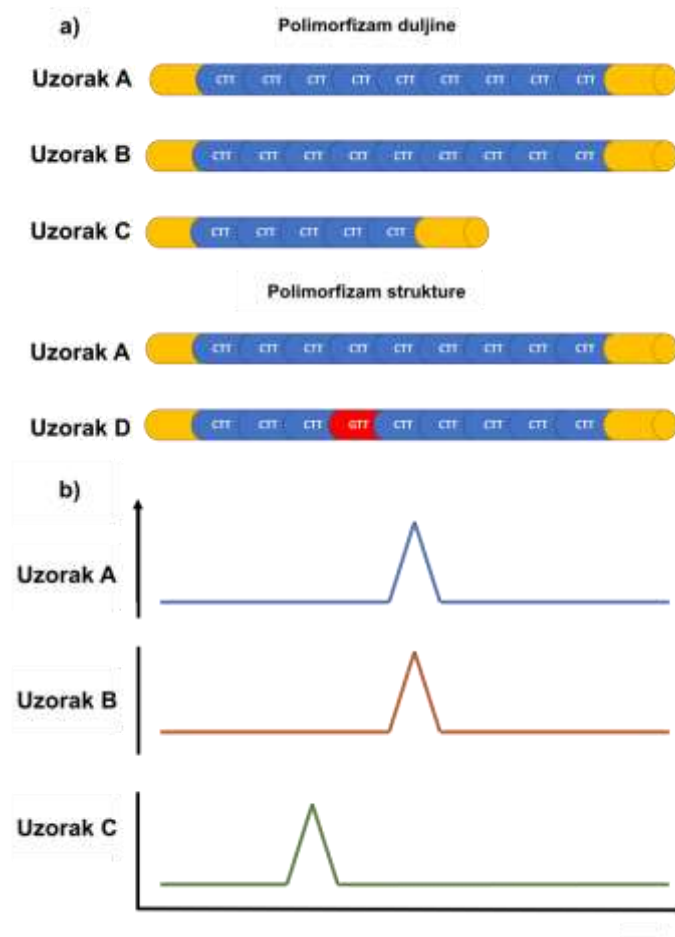 a)
Polimorfizam duljine
Uzorak A CTT CTT CTT CTT CTT CTT CTT CTT CTT
Uzorak B CTT CTT CTT CTT CTT CTT CTT CTT CTT
Uzorak C CTT CTT CTT CTT CTT
Polimorfizam strukture
Uzorak A CTT CTT CTT CTT CTT CTT CTT CTT CTT
Uzorak D CTT CTT CTT GTT CTT CTT CTT CTT CTT
b)
Uzorak A
Uzorak B
Uzorak C